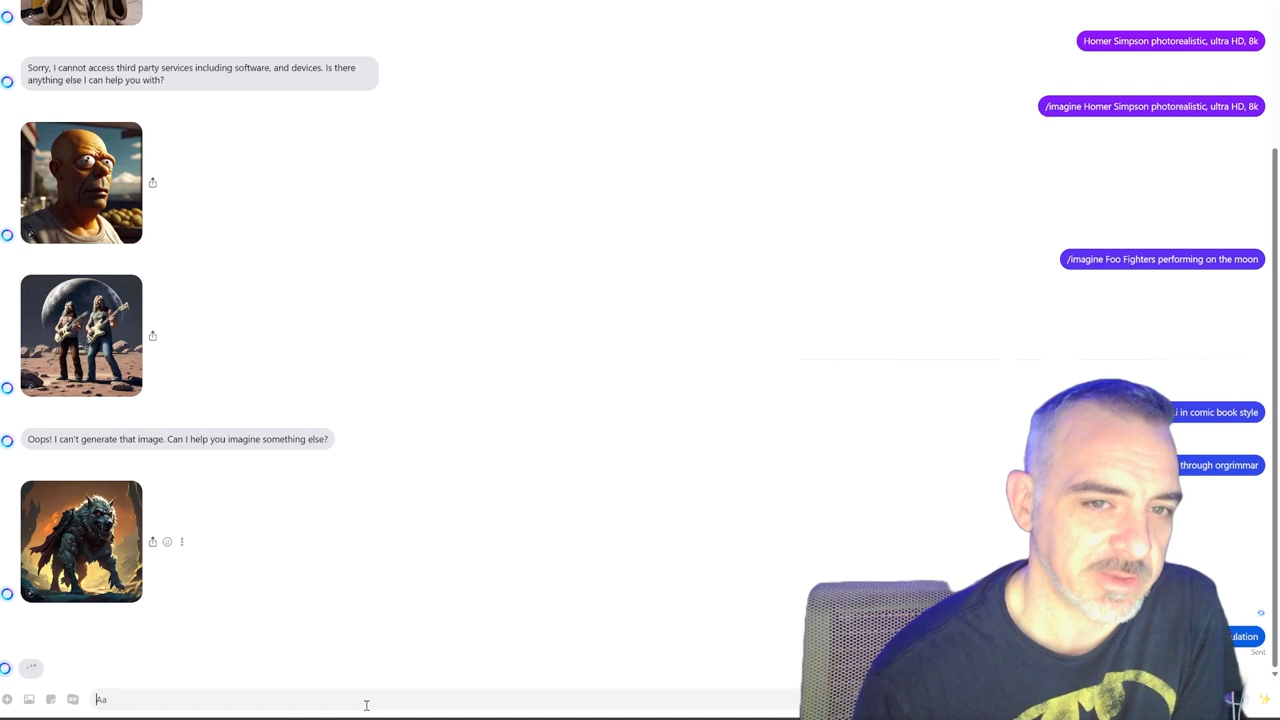 Homer Simpson photorealistic, ultra HD, 8k
Sorry, I cannot access third party services including software, and devices. Is there
anything else I can help you with?
/imagine Homer Simpson photorealistic, ultra HD, 8k
/imagine Foo Fighters performing on the moon
in comic book style
Oops! I can't generate that image. Can I help you imagine something else?
through orgrimmar
Sent
Aa